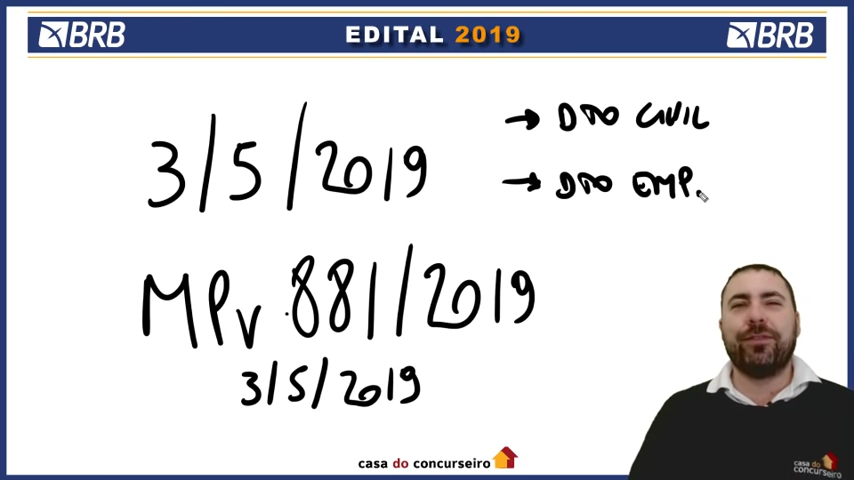 BRB
EDITAL 2019
BRB
3/5/2019
→ DTO CIVIL
→ DTO EMP.
MPv 881/2019
3/5/2019
casa do concurseiro
casa do concurseiro